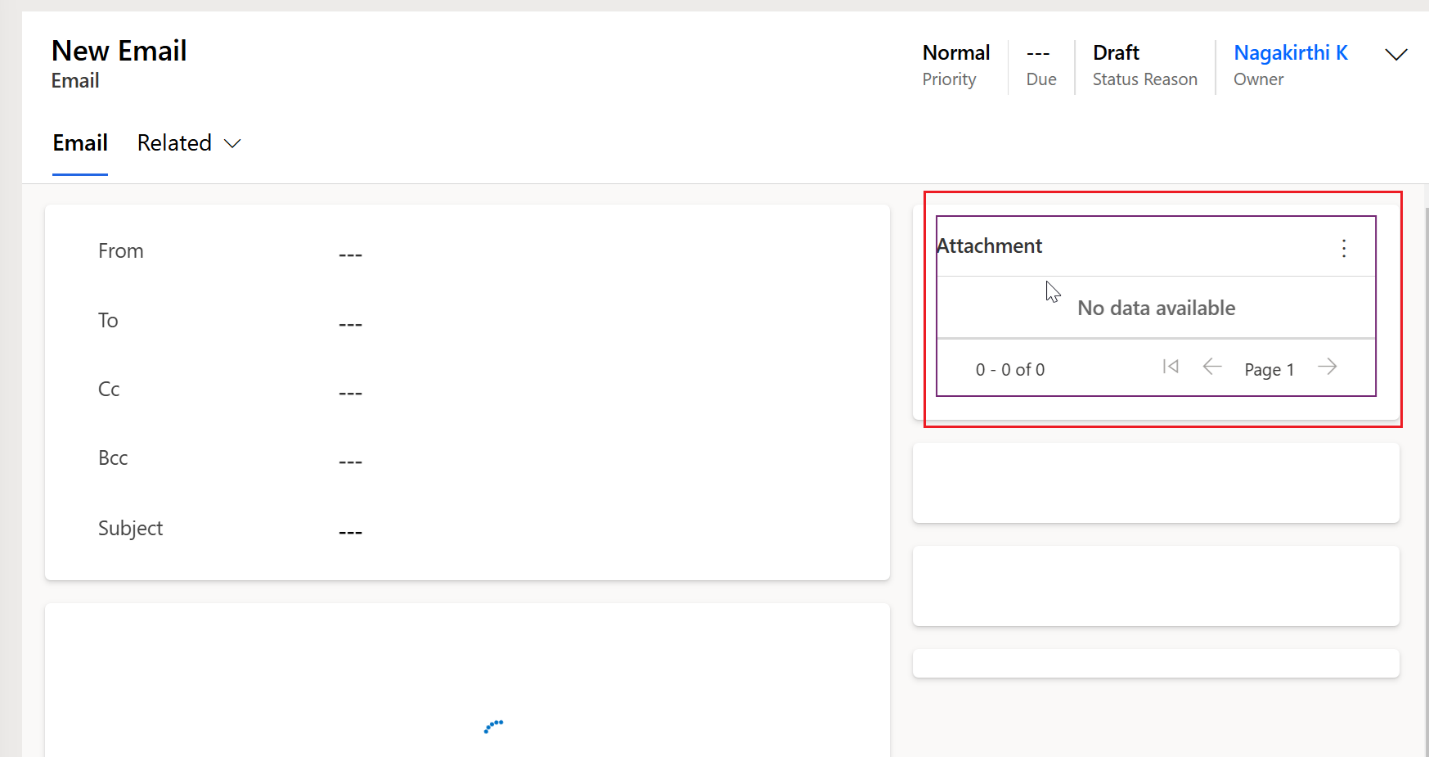 New Email
Email
Normal
Priority
---
Due
Draft
Status Reason
Nagakirthi K
Owner
Email Related
From ---
To ---
Cc ---
Bcc ---
Subject ---
Attachment
No data available
0 - 0 of 0 Page 1